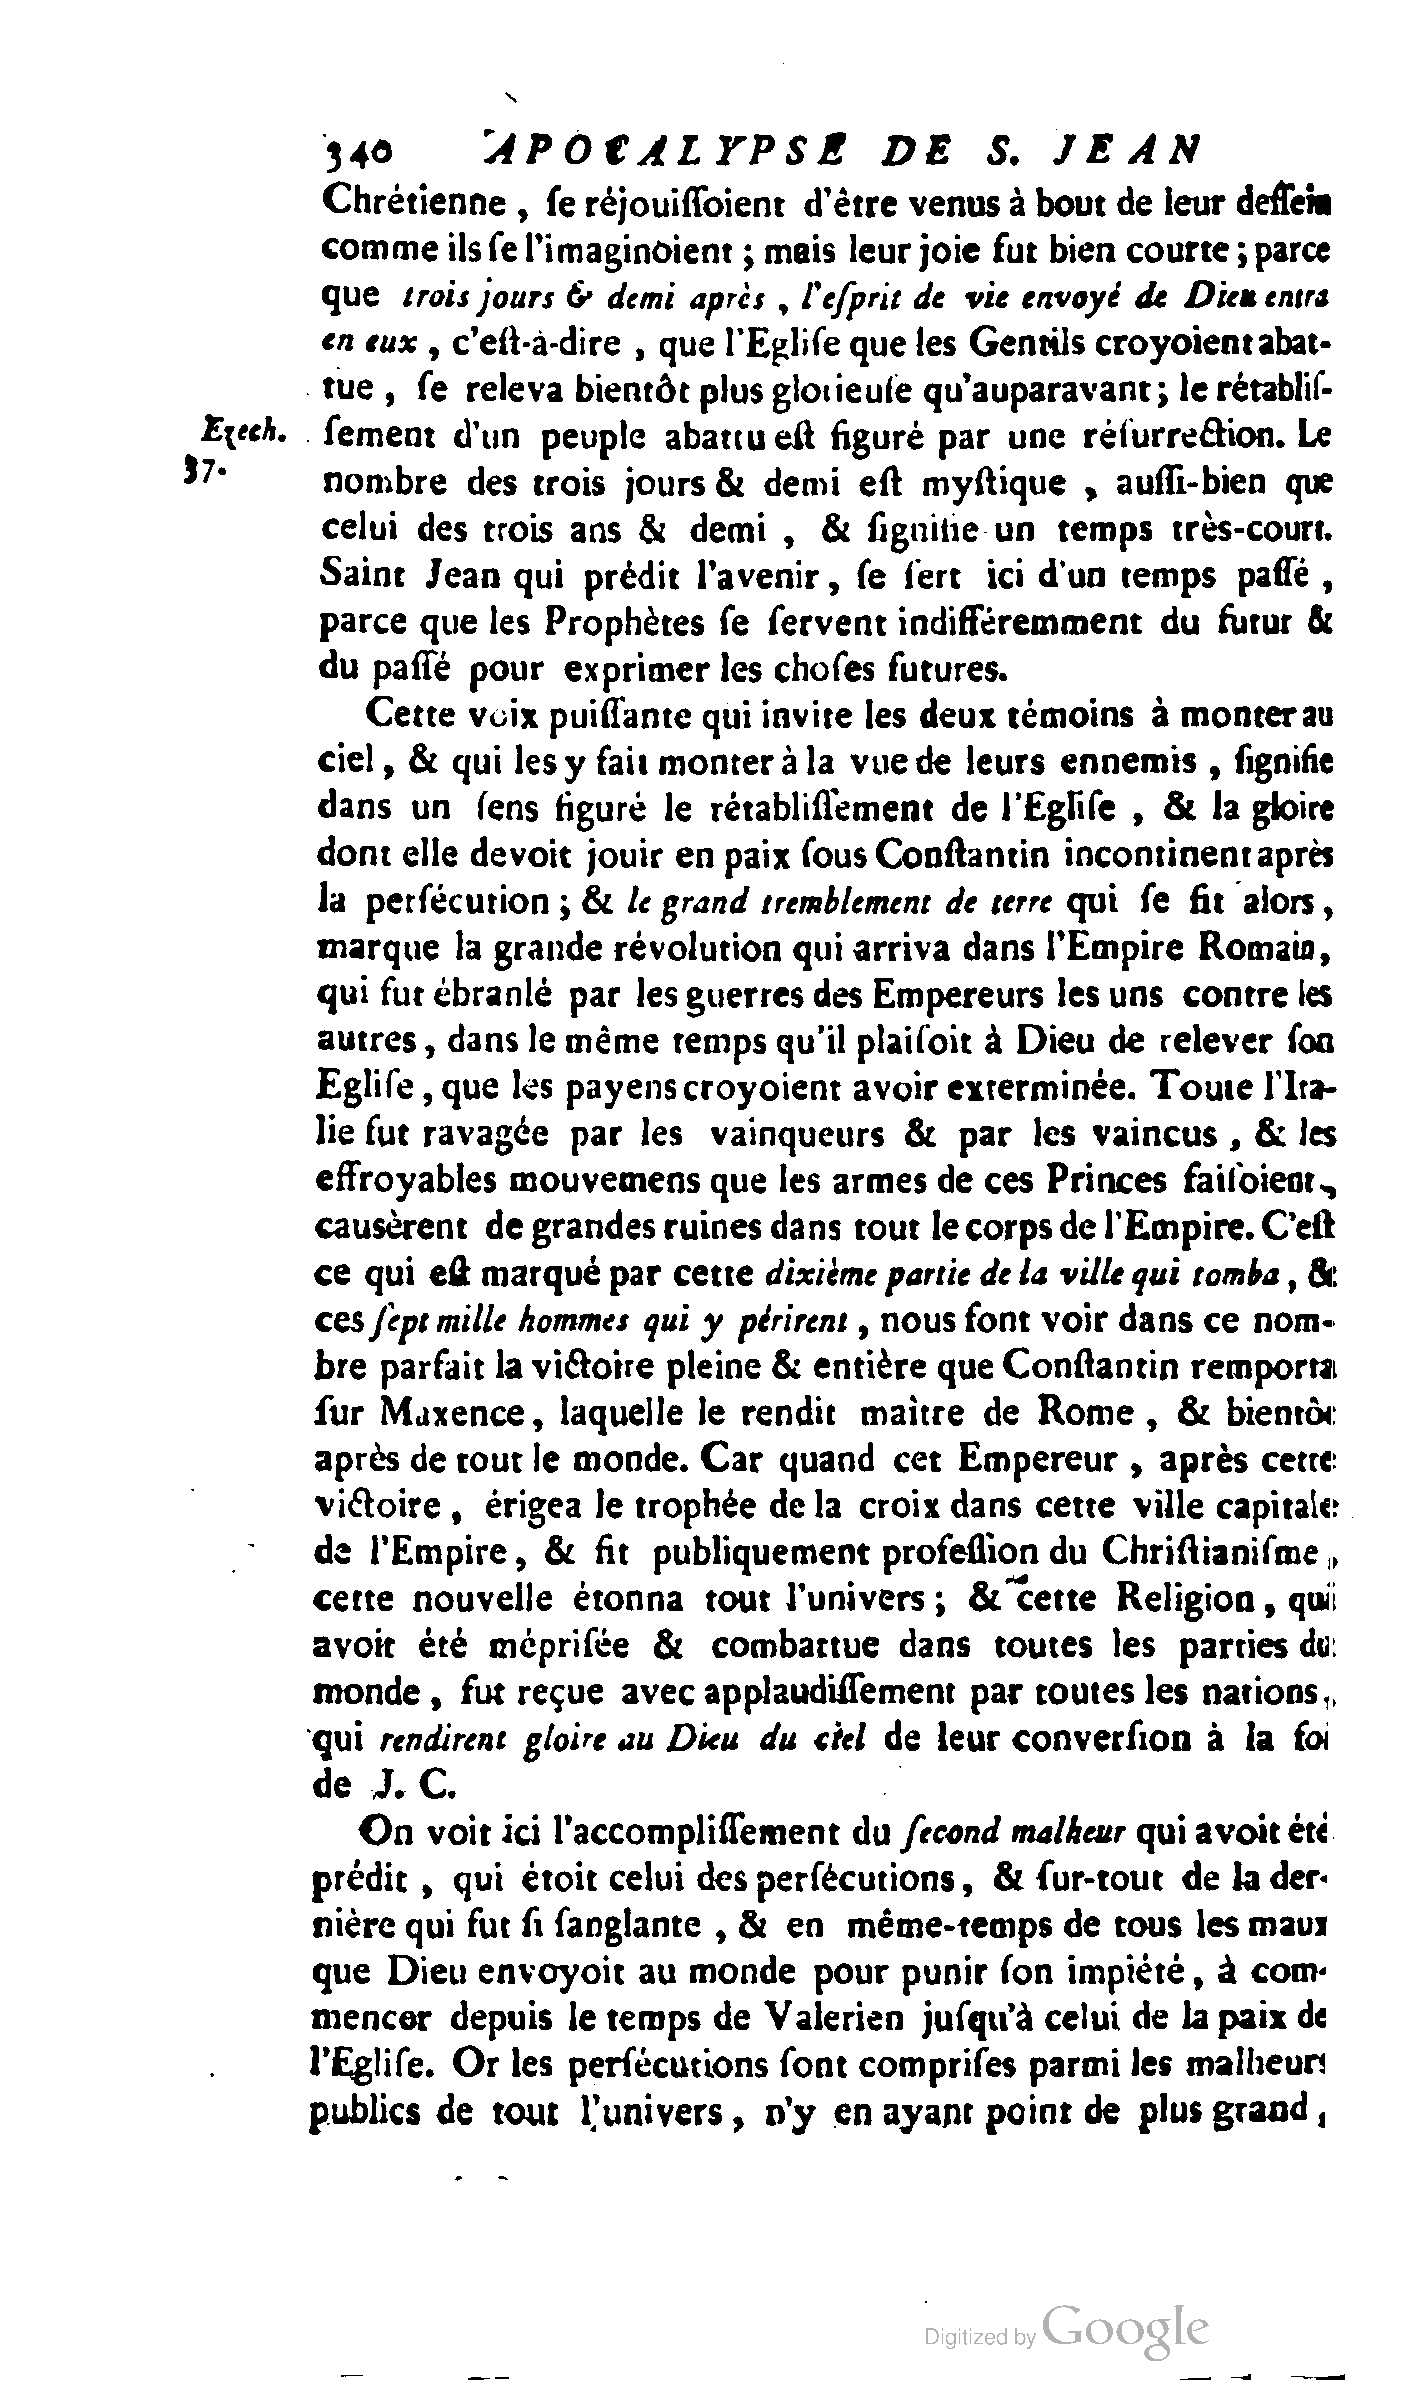 340 APOCALYPSE DE S. JEAN
Chrétienne , ſe réjouiſſoient d'être venus à bout de leur deſſein
comme ils ſe l'imaginoient ; mais leur joie fut bien courte ; parce
que trois jours & demi après , l'eſprit de vie envoyé de Dieu entra
en eux , c'eſt-à-dire , que l'Egliſe que les Gentils croyoient abat-
tue , ſe releva bientôt plus glorieuſe qu'auparavant ; le rétabliſ-
Ezech. ſement d'un peuple abattu eſt figuré par une réſurrection. Le
37. nombre des trois jours & demi eſt myſtique , auſſi-bien que
celui des trois ans & demi , & ſignifie un temps très-court.
Saint Jean qui prédit l'avenir , ſe ſert ici d'un temps paſſé ,
parce que les Prophètes ſe ſervent indifféremment du futur &
du paſſé pour exprimer les choſes futures.
Cette voix puiſſante qui invite les deux témoins à monter au
ciel , & qui les y fait monter à la vue de leurs ennemis , ſignifie
dans un ſens figuré le rétabliſſement de l'Egliſe , & la gloire
dont elle devoit jouir en paix ſous Conſtantin incontinent après
la perſécution ; & le grand tremblement de terre qui ſe fit alors ,
marque la grande révolution qui arriva dans l'Empire Romain ,
qui fut ébranlé par les guerres des Empereurs les uns contre les
autres , dans le même temps qu'il plaiſoit à Dieu de relever ſon
Egliſe , que les payens croyoient avoir exterminée. Toute l'Ita-
lie fut ravagée par les vainqueurs & par les vaincus , & les
effroyables mouvemens que les armes de ces Princes faiſoient ,
causèrent de grandes ruines dans tout le corps de l'Empire. C'eſt
ce qui eſt marqué par cette dixième partie de la ville qui tomba , &
ces ſept mille hommes qui y périrent , nous font voir dans ce nom-
bre parfait la victoire pleine & entière que Conſtantin remporta
ſur Maxence , laquelle le rendit maître de Rome , & bientôt
après de tout le monde. Car quand cet Empereur , après cette
victoire , érigea le trophée de la croix dans cette ville capitale
de l'Empire , & fit publiquement profeſſion du Chriſtianiſme ,
cette nouvelle étonna tout l'univers ; & cette Religion , qui
avoit été mépriſée & combattue dans toutes les parties du
monde , fut reçue avec applaudiſſement par toutes les nations ,
qui rendirent gloire au Dieu du ciel de leur converſion à la foi
de J. C.
On voit ici l'accompliſſement du ſecond malheur qui avoit été
prédit , qui étoit celui des perſécutions , & ſur-tout de la der-
nière qui fut ſi ſanglante , & en même-temps de tous les maux
que Dieu envoyoit au monde pour punir ſon impiété , à com-
mencer depuis le temps de Valerien juſqu'à celui de la paix de
l'Egliſe. Or les perſécutions ſont compriſes parmi les malheurs
publics de tout l'univers , n'y en ayant point de plus grand ,
Digitized by Google